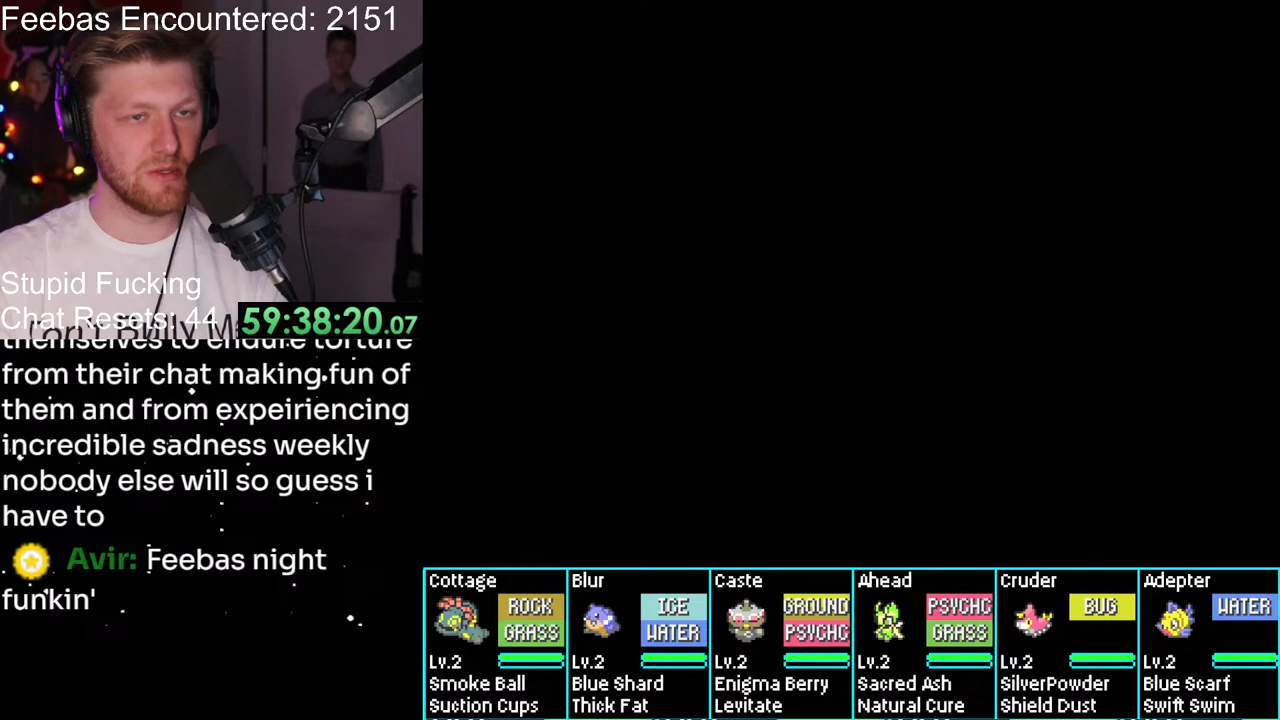 Feebas Encountered: 2151
Stupid Fucking
Chat Resets: 44
59:38:20.07
themselves to endure torture
from their chat making fun of
them and from expeiriencing
incredible sadness weekly
nobody else will so guess i
have to
Avir: Feebas night
funkin'
Cottage Blur Caste Ahead Cruder Adepter
ROCK ICE GROUND PSYCHC BUG WATER
GRASS WATER PSYCHC GRASS
Lv.2 Lv.2 Lv.2 Lv.2 Lv.2 Lv.2
Smoke Ball Blue Shard Enigma Berry Sacred Ash SilverPowder Blue Scarf
Suction Cups Thick Fat Levitate Natural Cure Shield Dust Swift Swim